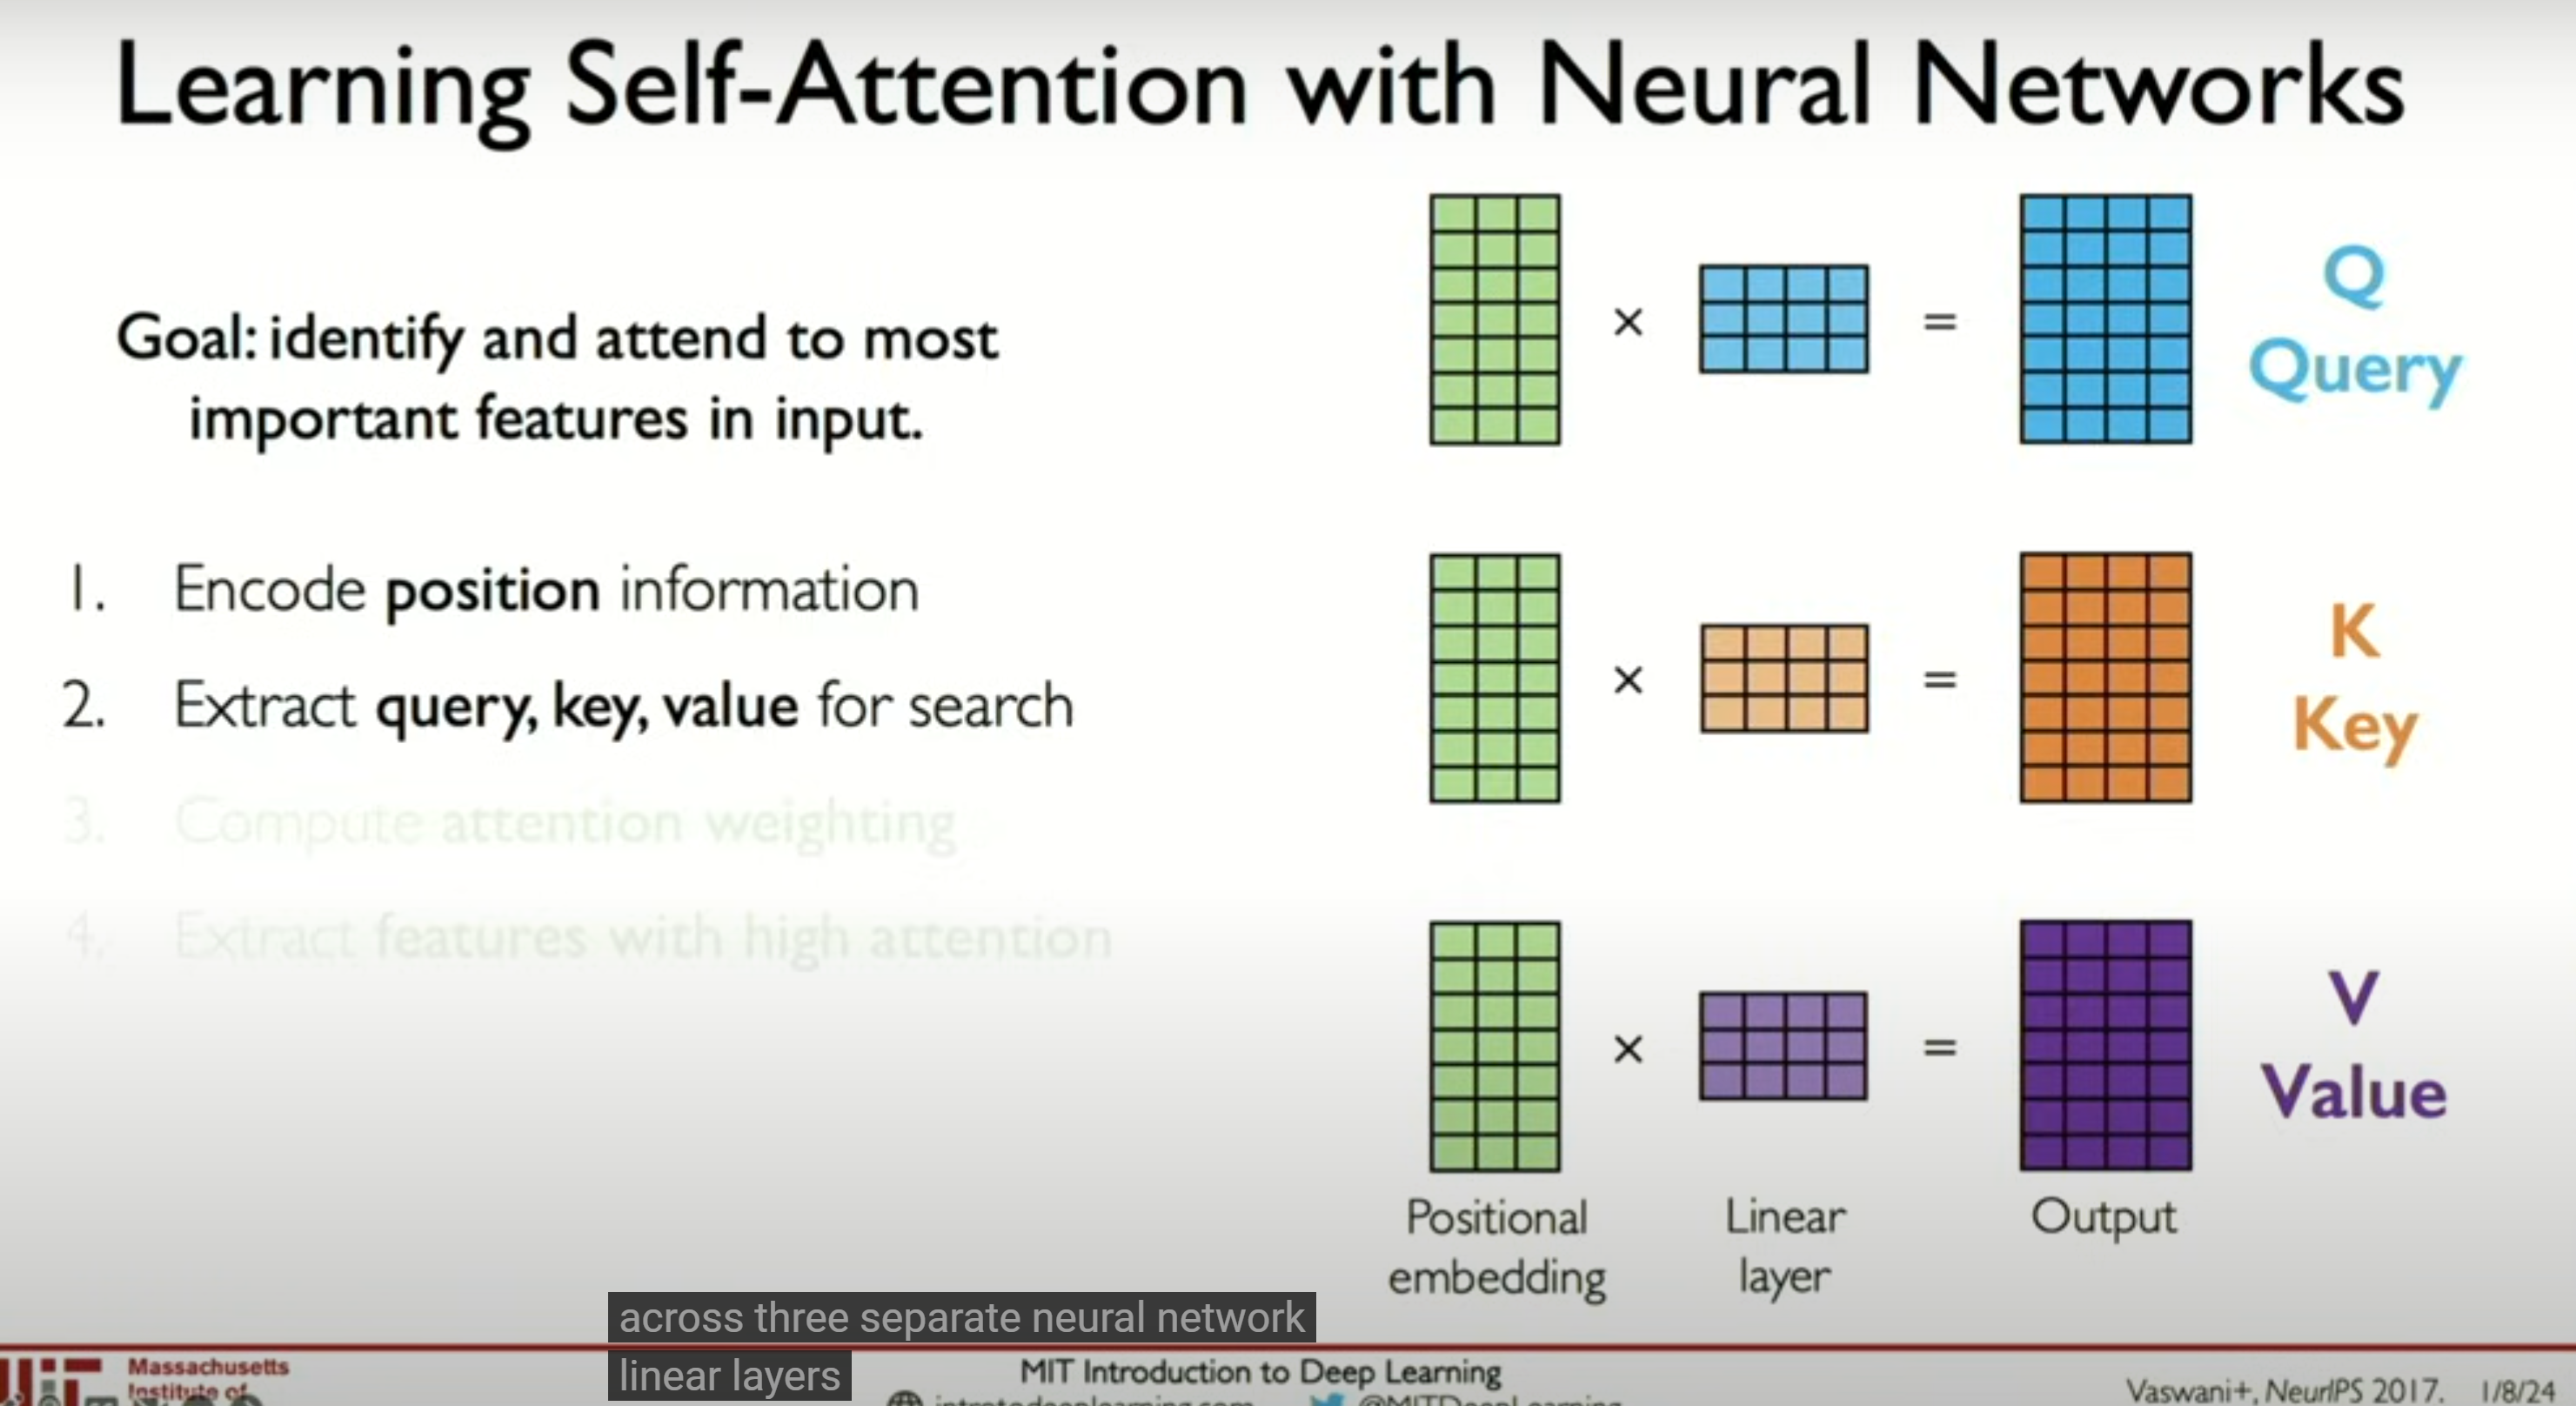 Learning Self-Attention with Neural Networks
Goal: identify and attend to most
important features in input.
1. Encode position information
2. Extract query, key, value for search
3. Compute attention weighting
4. Extract features with high attention
×
=
Q
Query
×
=
K
Key
×
=
V
Value
Positional
embedding
Linear
layer
Output
across three separate neural network
linear layers
Massachusetts
Institute of
MIT Introduction to Deep Learning
introtodeeplearning.com
@MITDeepLearning
Vaswani+, NeurIPS 2017. 1/8/24